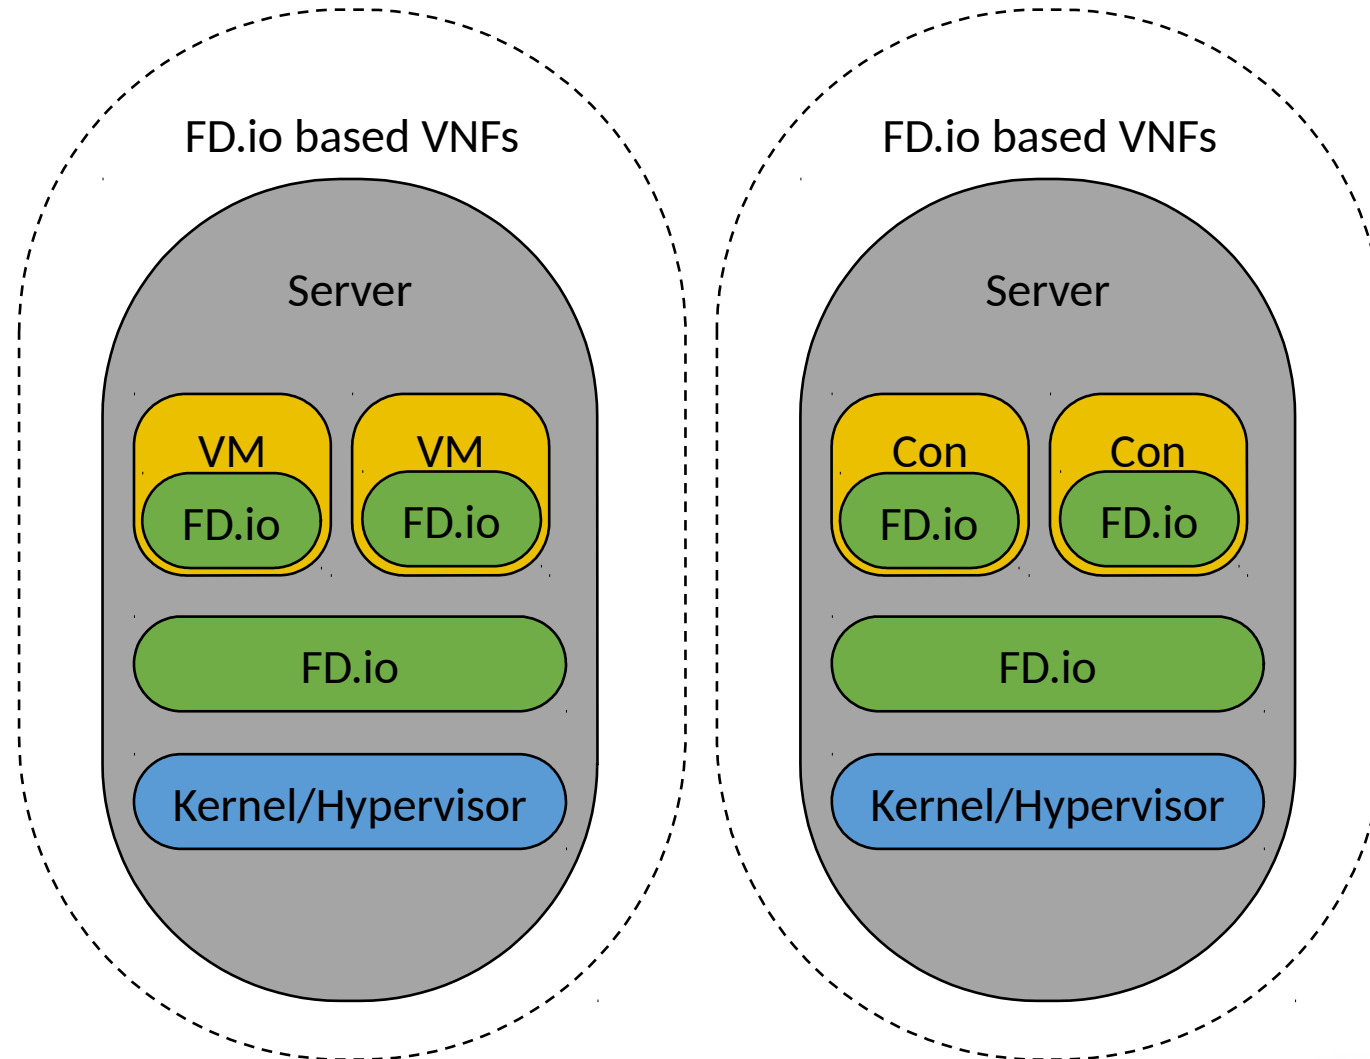 FD.io based VNFs
Server
VM
VM
FD.io
FD.io
FD.io
Kernel/Hypervisor
FD.io based VNFs
Server
Con
Con
FD.io
FD.io
FD.io
Kernel/Hypervisor